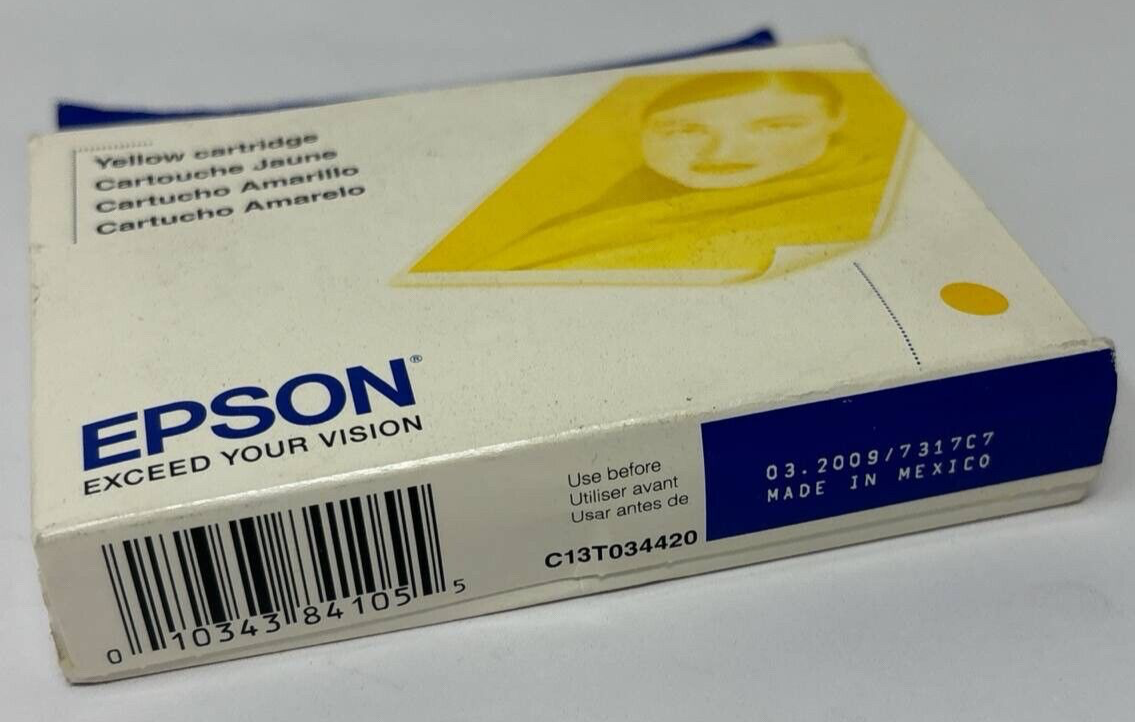 Yellow cartridge
Cartouche Jaune
Cartucho Amarillo
Cartucho Amarelo
EPSON®
EXCEED YOUR VISION
Use before
Utiliser avant
Usar antes de
03.2009/7317C7
MADE IN MEXICO
C13T034420
0 10343 84105 5